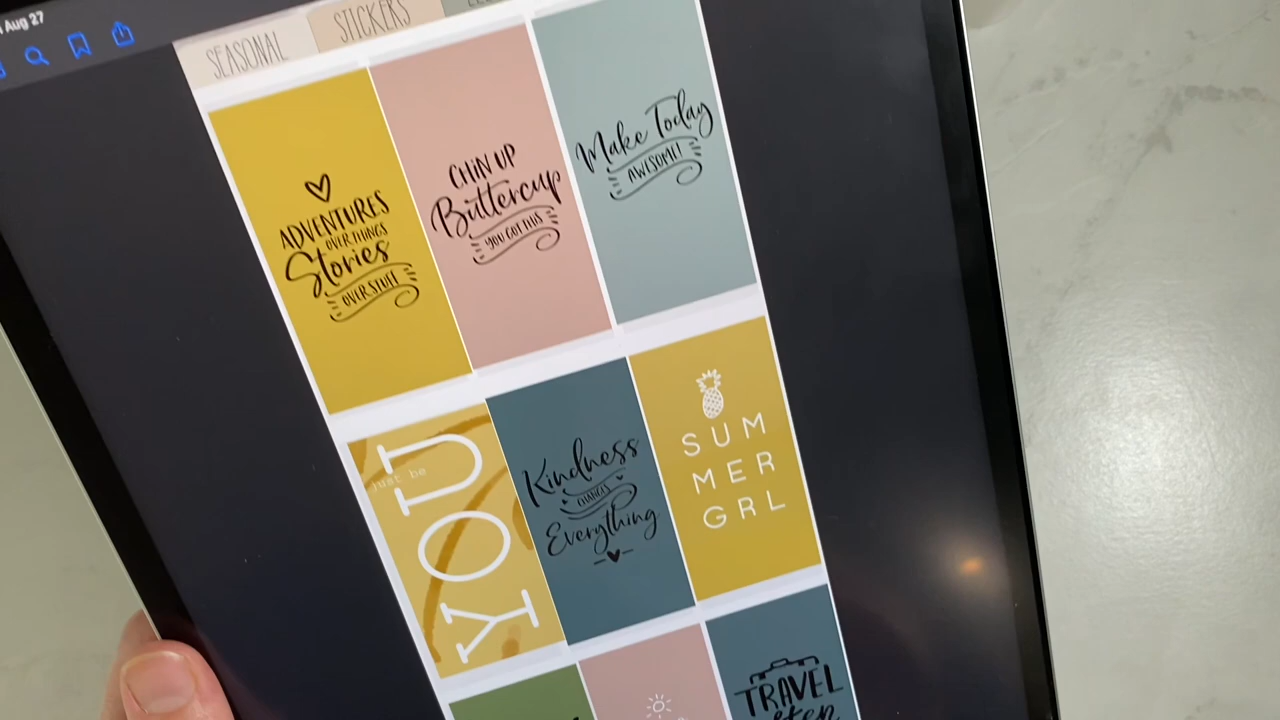 Aug 27
SEASONAL
STICKERS
ADVENTURES
OVER THINGS
Stories
OVER STUFF
CHiN UP
Buttercup
YOU GOT THIS
Make Today
AWESOME!
just be
YOU
Kindness
CHANGES
Everything
SUM
MER
GRL
TRAVEL